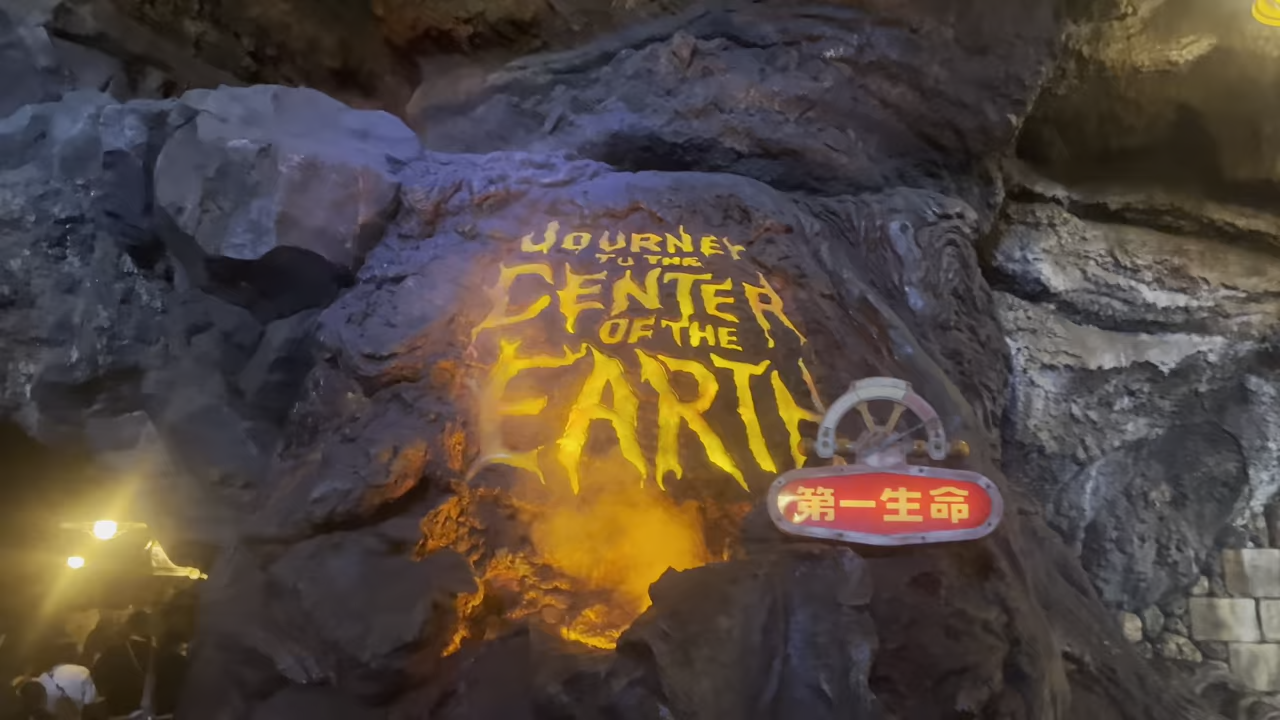 JOURNEY
TO THE
CENTER
OF THE
EARTH
第一生命